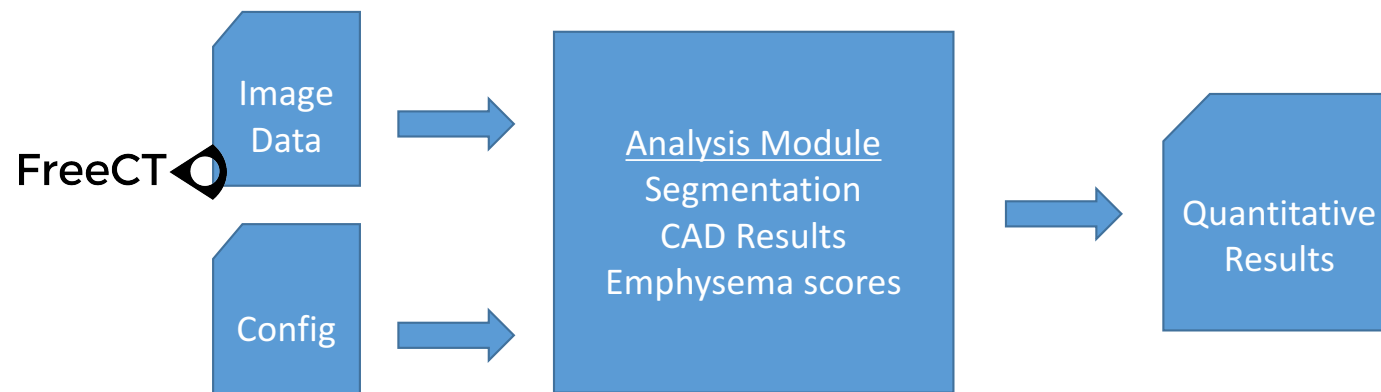 Image
Data
FreeCT
Config
Analysis Module
Segmentation
CAD Results
Emphysema scores
Quantitative
Results